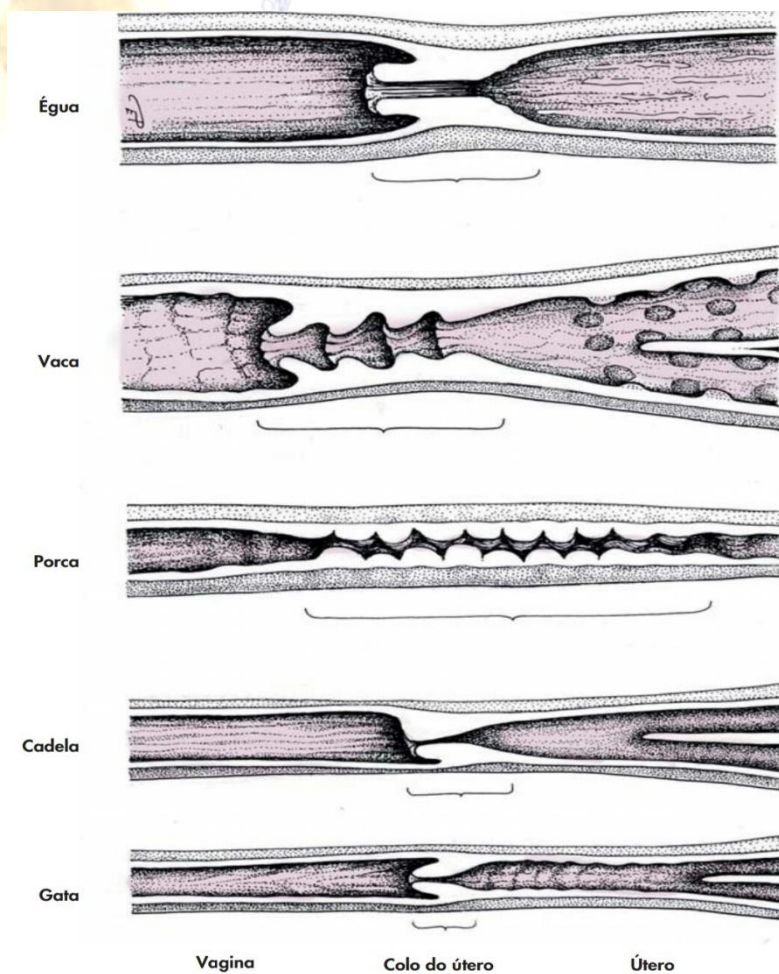 Égua
Vaca
Porca
Cadela
Gata
Vagina Colo do útero Útero